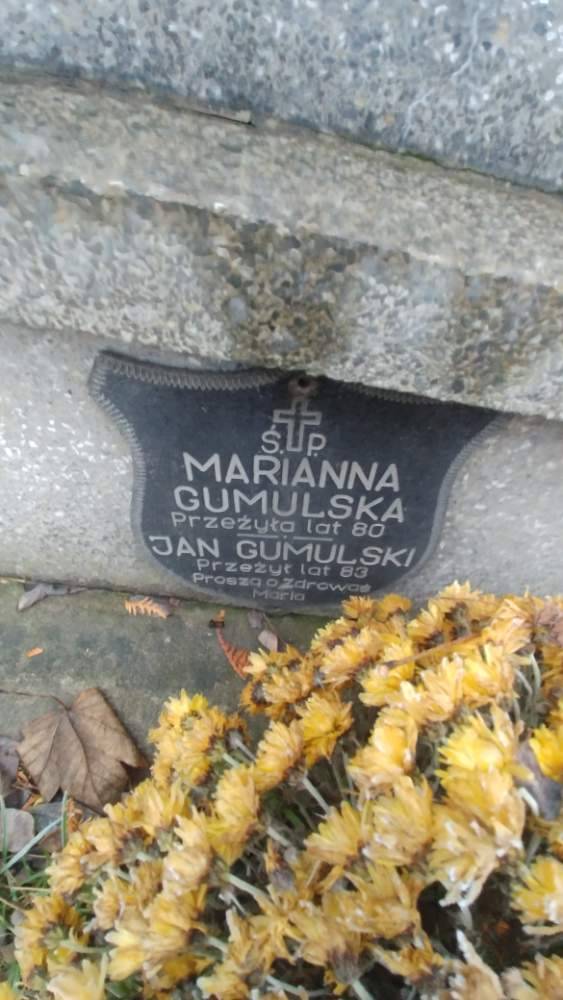 Ś. P.
MARIANNA
GUMULSKA
Przeżyła lat 80
JAN GUMULSKI
Przeżył lat 83
Proszą o Zdrowaś
Maria